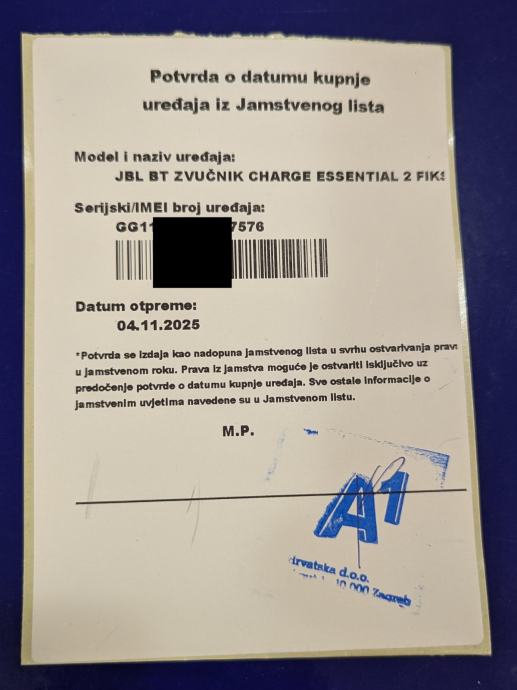 Potvrda o datumu kupnje
uređaja iz Jamstvenog lista
Model i naziv uređaja:
JBL BT ZVUČNIK CHARGE ESSENTIAL 2 FIKS
Serijski/IMEI broj uređaja:
GG11 7576
Datum otpreme:
04.11.2025
*Potvrda se izdaja kao nadopuna jamstvenog lista u svrhu ostvarivanja prava
u jamstvenom roku. Prava iz jamstva moguće je ostvariti isključivo uz
predočenje potvrde o datumu kupnje uređaja. Sve ostale informacije o
jamstvenim uvjetima navedene su u Jamstvenom listu.
M.P.
A1
Hrvatska d.o.o.
10 000 Zagreb